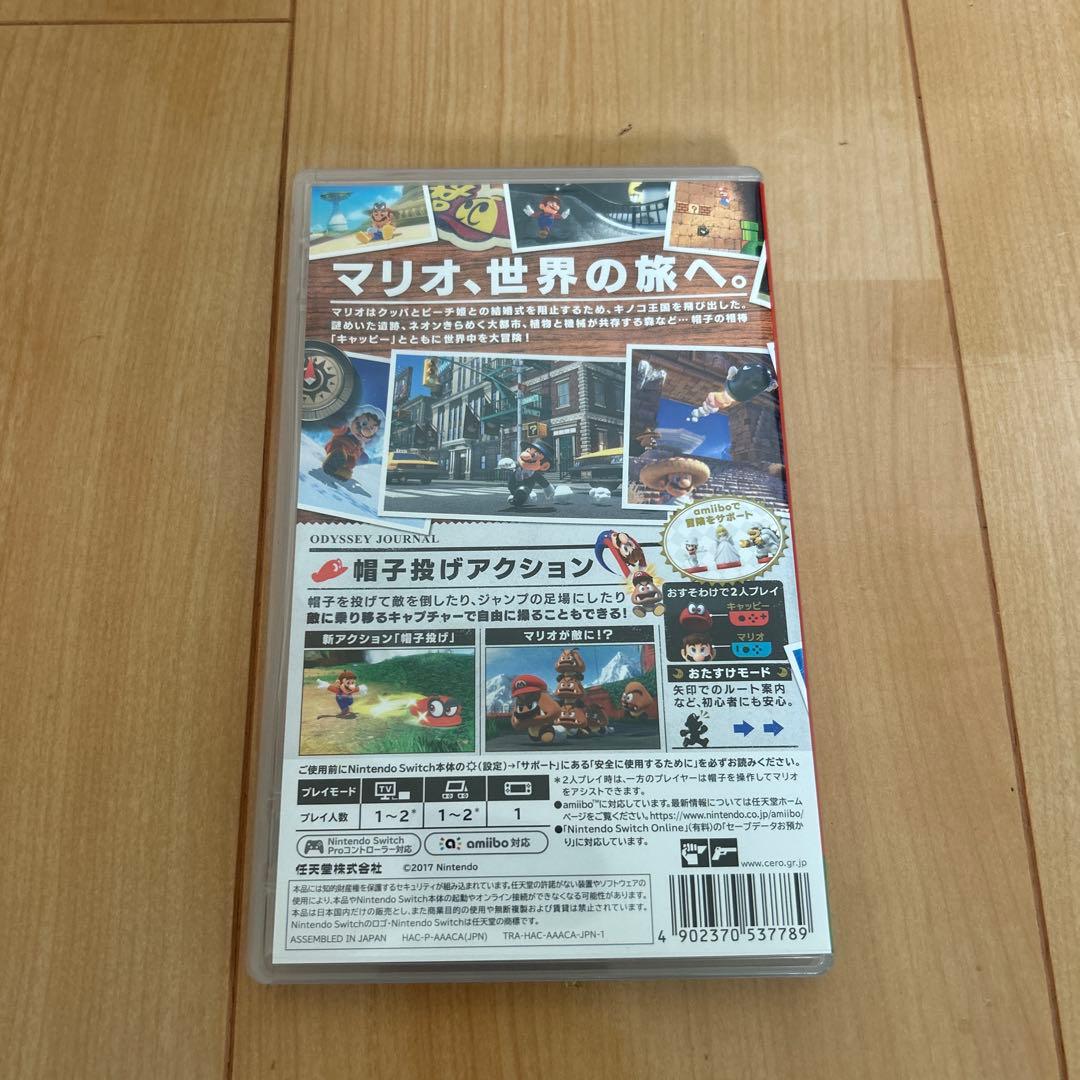 マリオ、世界の旅へ。
マリオはクッパとピーチ姫との結婚式を阻止するため、キノコ王国を飛び出した。
謎めいた遺跡、ネオンきらめく大都市、植物と機械が共存する森など… 帽子の相棒
「キャッピー」とともに世界中を大冒険!
amiiboで
冒険をサポート
ODYSSEY JOURNAL
帽子投げアクション
帽子を投げて敵を倒したり、ジャンプの足場にしたり
敵に乗り移るキャプチャーで自由に操ることもできる!
新アクション「帽子投げ」
マリオが敵に!?
おすそわけで2人プレイ
キャッピー
マリオ
おたすけモード
矢印でのルート案内
など、初心者にも安心。
ご使用前にNintendo Switch本体の(設定)→「サポート」にある「安全に使用するために」を必ずお読みください。
プレイモード
TV
プレイ人数
1~2*
1~2*
1
*2人プレイ時は、一方のプレイヤーは帽子を操作してマリオ
をアシストできます。
●amiibo™に対応しています。最新情報については任天堂ホーム
ページをご覧ください。https://www.nintendo.co.jp/amiibo/
●「Nintendo Switch Online」(有料)の「セーブデータお預か
り」に対応しています。
Nintendo Switch
Proコントローラー対応
amiibo 対応
任天堂株式会社
©2017 Nintendo
www.cero.gr.jp
本品には知的財産権を保護するセキュリティが組み込まれています。任天堂の許諾がない装置やソフトウェアの
使用により、本品やNintendo Switch本体の起動やオンライン接続ができなくなる可能性があります。
本品は日本国内だけの販売とし、また商業目的の使用や無断複製および賃貸は禁止されています。
Nintendo Switchのロゴ・Nintendo Switchは任天堂の商標です。
ASSEMBLED IN JAPAN HAC-P-AAACA(JPN) TRA-HAC-AAACA-JPN-1
4 902370 537789